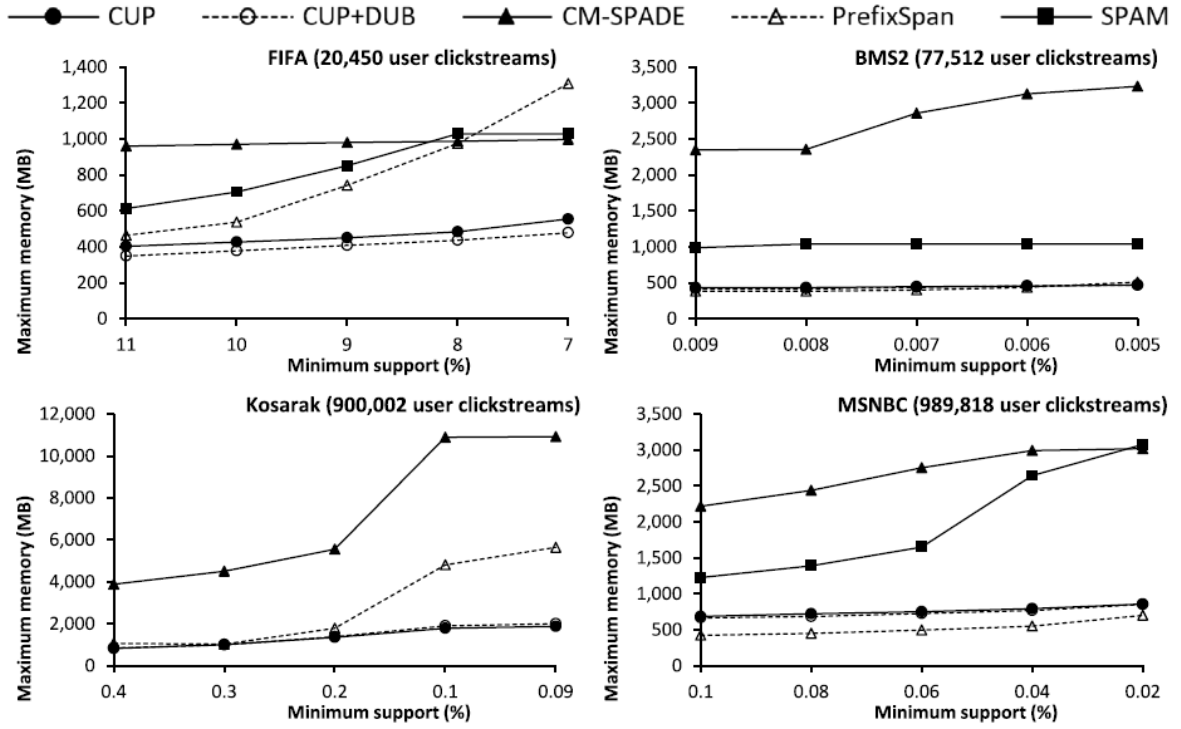 CUP CUP+DUB CM-SPADE PrefixSpan SPAM
FIFA (20,450 user clickstreams)
Maximum memory (MB)
1,400
1,200
1,000
800
600
400
200
0
11 10 9 8 7
Minimum support (%)
BMS2 (77,512 user clickstreams)
Maximum memory (MB)
3,500
3,000
2,500
2,000
1,500
1,000
500
0
0.009 0.008 0.007 0.006 0.005
Minimum support (%)
Kosarak (900,002 user clickstreams)
Maximum memory (MB)
12,000
10,000
8,000
6,000
4,000
2,000
0
0.4 0.3 0.2 0.1 0.09
Minimum support (%)
MSNBC (989,818 user clickstreams)
Maximum memory (MB)
3,500
3,000
2,500
2,000
1,500
1,000
500
0
0.1 0.08 0.06 0.04 0.02
Minimum support (%)